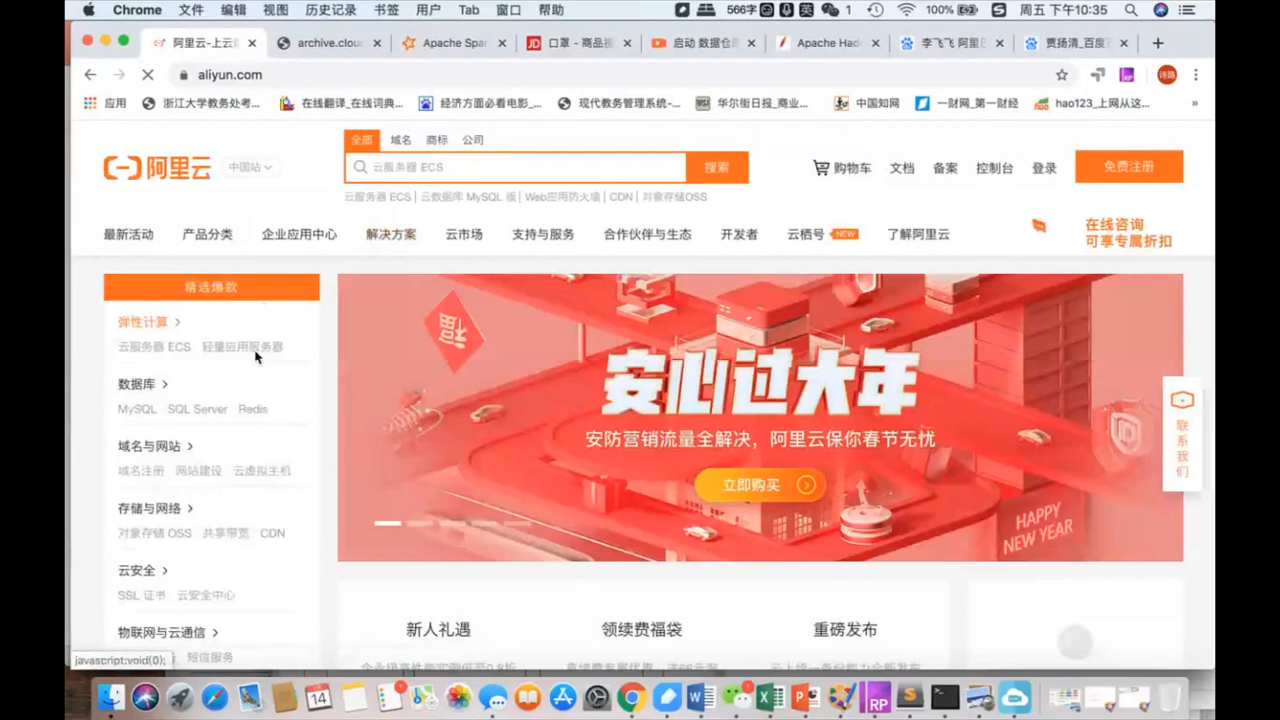 Chrome 文件 编辑 视图 历史记录 书签 用户 Tab 窗口 帮助 566字 英 1 100% 周五 下午10:35
阿里云-上云 archive.clou Apache Spa 口罩 - 商品 启动 数据仓 Apache Had 李飞飞 阿里 贾扬清_百度
aliyun.com 诗璐
应用 浙江大学教务处考... 在线翻译_在线词典... 经济方面必看电影_... 现代教务管理系统-... 华尔街日报_商业... 中国知网 一财网_第一财经 hao123_上网从这... »
全部 域名 商标 公司
阿里云 中国站 云服务器 ECS 搜索 购物车 文档 备案 控制台 登录 免费注册
云服务器 ECS | 云数据库 MySQL 版 | Web应用防火墙 | CDN | 对象存储OSS
最新活动 产品分类 企业应用中心 解决方案 云市场 支持与服务 合作伙伴与生态 开发者 云栖号 NEW 了解阿里云
在线咨询
可享专属折扣
精选爆款
弹性计算 >
云服务器 ECS 轻量应用服务器
数据库 >
MySQL SQL Server Redis
域名与网站 >
域名注册 网站建设 云虚拟主机
存储与网络 >
对象存储 OSS 共享带宽 CDN
云安全 >
SSL 证书 云安全中心
物联网与云通信 >
短信服务
javascript:void(0);
福
安心过大年
安防营销流量全解决，阿里云保你春节无忧
立即购买
HAPPY
NEW YEAR
联系我们
新人礼遇 领续费福袋 重磅发布
14
RP